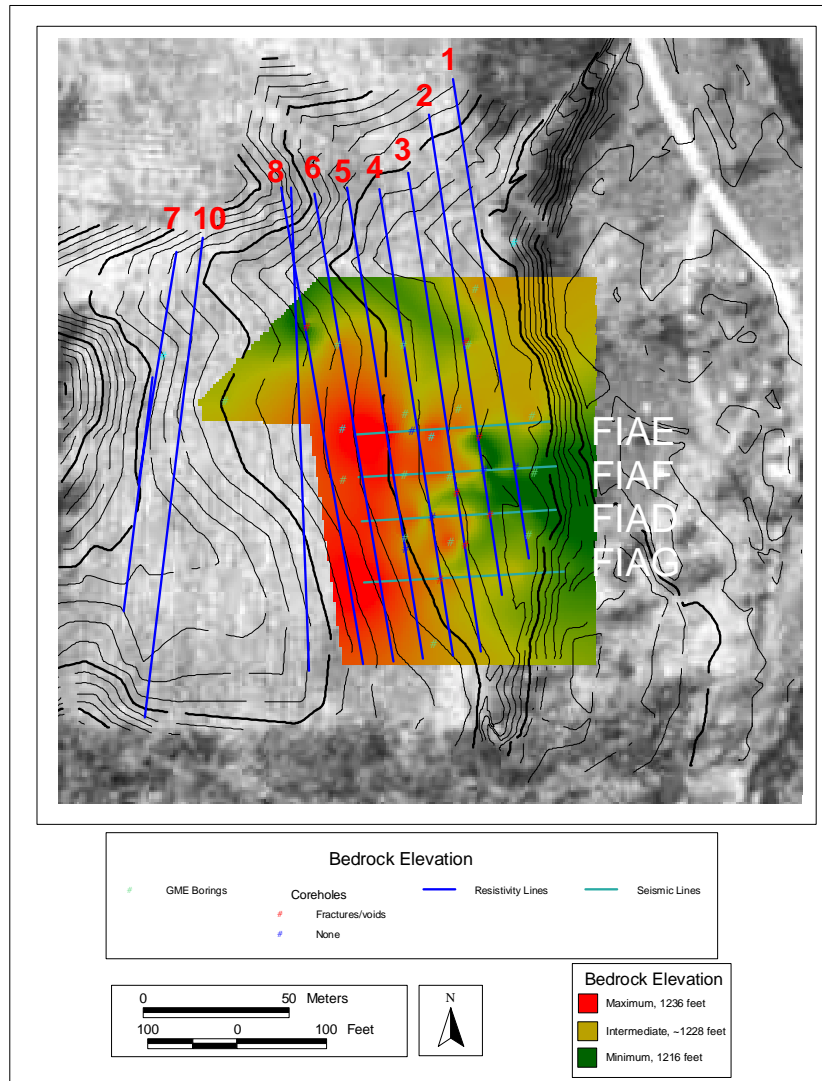 1
2
3
4
5
6
8
7
10
FIAE
FIAF
FIAD
FIAG
Bedrock Elevation
# GME Borings
Coreholes
# Fractures/voids
# None
Resistivity Lines
Seismic Lines
0 50 Meters
100 0 100 Feet
N
Bedrock Elevation
Maximum, 1236 feet
Intermediate, ~1228 feet
Minimum, 1216 feet